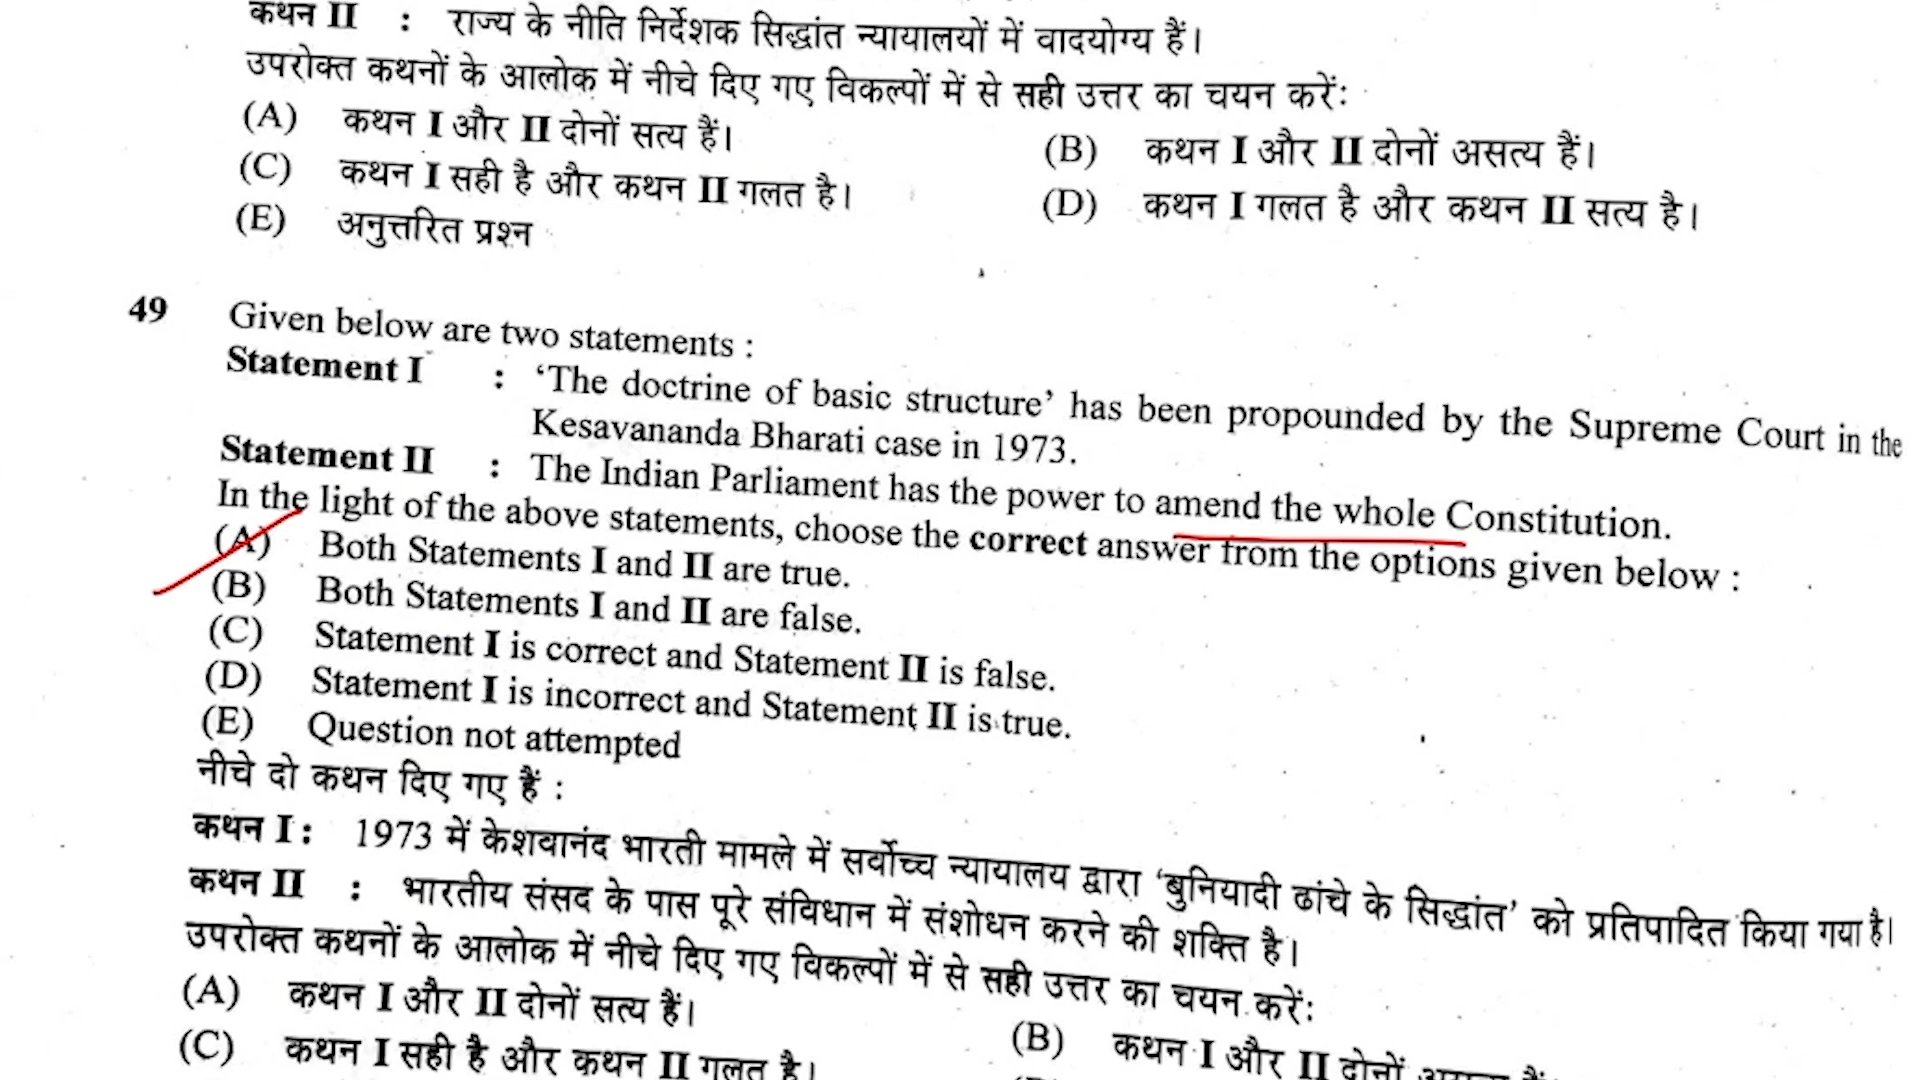 कथन II : राज्य के नीति निर्देशक सिद्धांत न्यायालयों में वादयोग्य हैं।
उपरोक्त कथनों के आलोक में नीचे दिए गए विकल्पों में से सही उत्तर का चयन करें:
(A) कथन I और II दोनों सत्य हैं।
(B) कथन I और II दोनों असत्य हैं।
(C) कथन I सही है और कथन II गलत है।
(D) कथन I गलत है और कथन II सत्य है।
(E) अनुत्तरित प्रश्न
49 Given below are two statements :
Statement I : ‘The doctrine of basic structure’ has been propounded by the Supreme Court in the
Kesavananda Bharati case in 1973.
Statement II : The Indian Parliament has the power to amend the whole Constitution.
In the light of the above statements, choose the correct answer from the options given below :
(A) Both Statements I and II are true.
(B) Both Statements I and II are false.
(C) Statement I is correct and Statement II is false.
(D) Statement I is incorrect and Statement II is true.
(E) Question not attempted
नीचे दो कथन दिए गए हैं :
कथन I : 1973 में केशवानंद भारती मामले में सर्वोच्च न्यायालय द्वारा ‘बुनियादी ढांचे के सिद्धांत’ को प्रतिपादित किया गया है।
कथन II : भारतीय संसद के पास पूरे संविधान में संशोधन करने की शक्ति है।
उपरोक्त कथनों के आलोक में नीचे दिए गए विकल्पों में से सही उत्तर का चयन करें:
(A) कथन I और II दोनों सत्य हैं।
(B) कथन I और II दोनों
(C) कथन I सही है और कथन II गलत है।